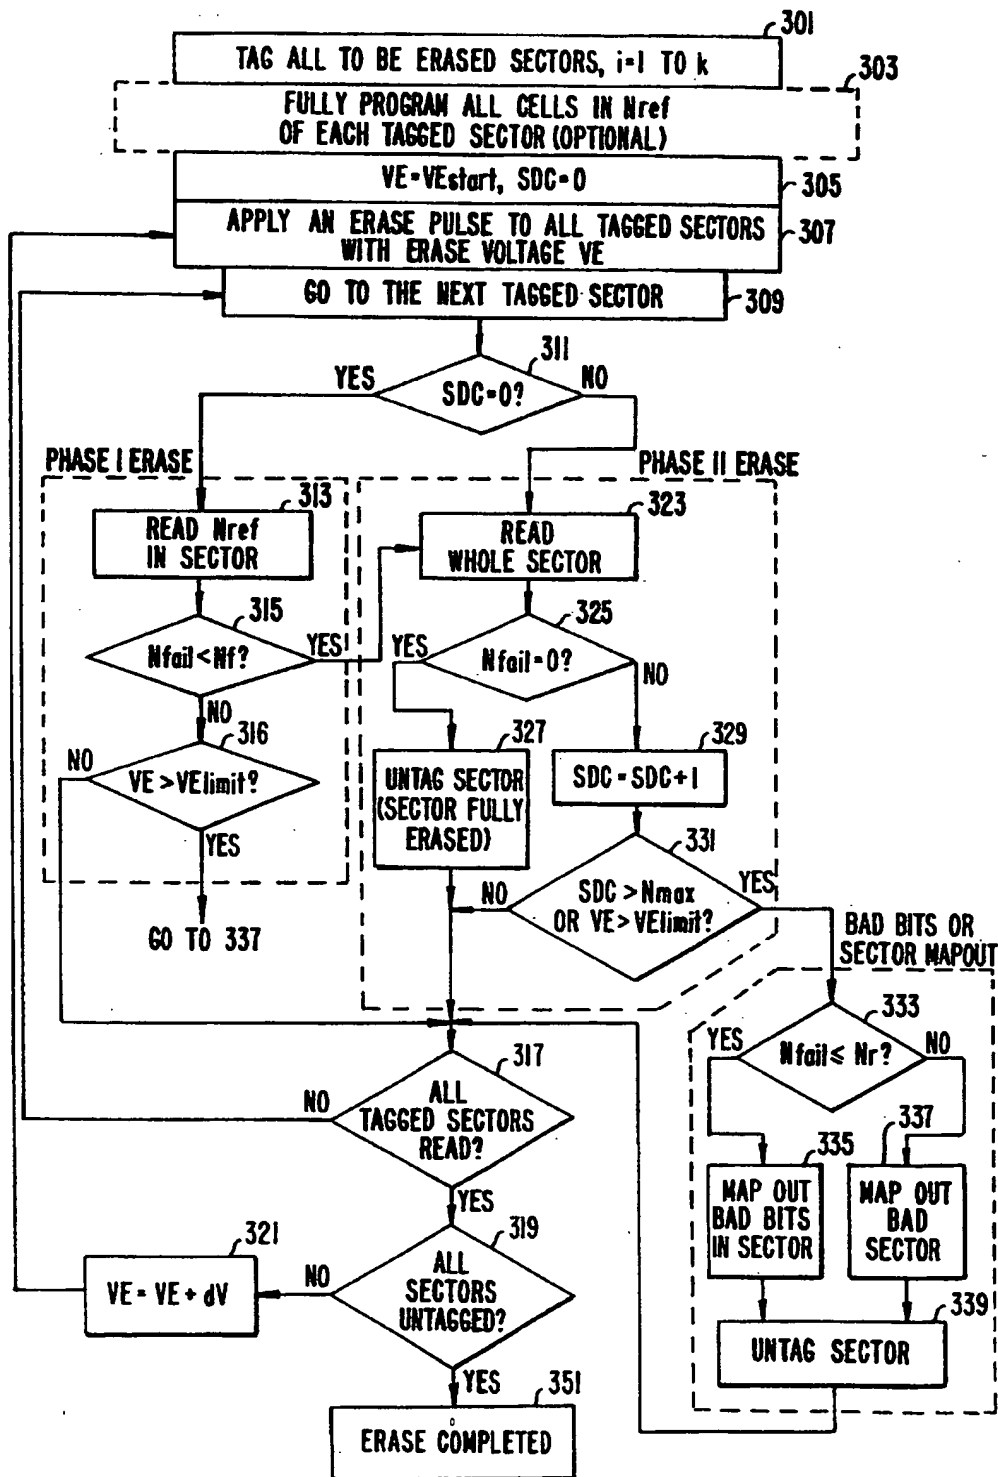 301
TAG ALL TO BE ERASED SECTORS, i=1 TO k
303
FULLY PROGRAM ALL CELLS IN Nref
OF EACH TAGGED SECTOR (OPTIONAL)
VE=VEstart, SDC=0
305
APPLY AN ERASE PULSE TO ALL TAGGED SECTORS
WITH ERASE VOLTAGE VE
307
GO TO THE NEXT TAGGED SECTOR
309
311
YES
SDC=0?
NO
PHASE I ERASE
PHASE II ERASE
313
READ Nref
IN SECTOR
323
READ
WHOLE SECTOR
315
Nfail<Nf?
YES
NO
325
YES
Nfail=0?
NO
316
NO
VE>VElimit?
YES
GO TO 337
327
UNTAG SECTOR
(SECTOR FULLY
ERASED)
329
SDC=SDC+1
331
NO
SDC>Nmax
OR VE>VElimit?
YES
BAD BITS OR
SECTOR MAPOUT
333
YES
Nfail≤Nr?
NO
317
NO
ALL
TAGGED SECTORS
READ?
YES
335
MAP OUT
BAD BITS
IN SECTOR
337
MAP OUT
BAD
SECTOR
319
NO
ALL
SECTORS
UNTAGGED?
YES
321
VE=VE+dV
339
UNTAG SECTOR
351
ERASE COMPLETED